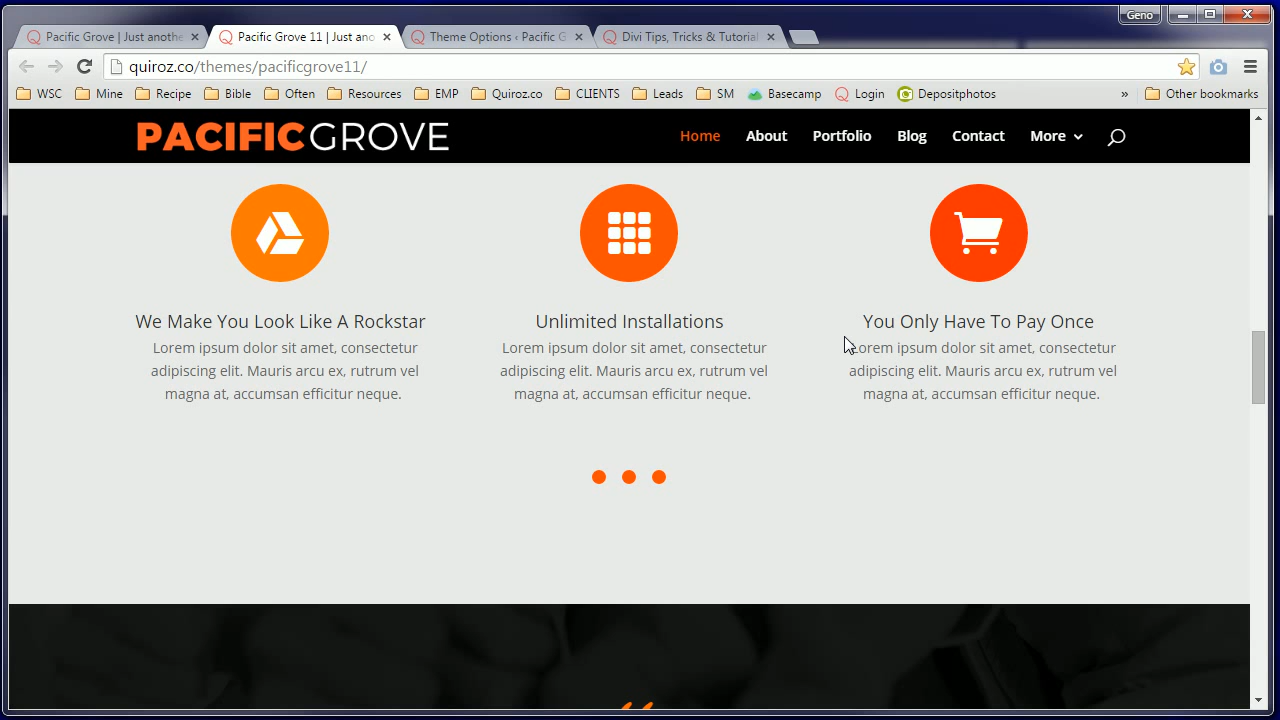 Geno
Pacific Grove | Just anothe
Pacific Grove 11 | Just ano
Theme Options ‹ Pacific G
Divi Tips, Tricks & Tutorial
quiroz.co/themes/pacificgrove11/
WSC Mine Recipe Bible Often Resources EMP Quiroz.co CLIENTS Leads SM Basecamp Login Depositphotos » Other bookmarks
PACIFICGROVE Home About Portfolio Blog Contact More
We Make You Look Like A Rockstar
Lorem ipsum dolor sit amet, consectetur
adipiscing elit. Mauris arcu ex, rutrum vel
magna at, accumsan efficitur neque.
Unlimited Installations
Lorem ipsum dolor sit amet, consectetur
adipiscing elit. Mauris arcu ex, rutrum vel
magna at, accumsan efficitur neque.
You Only Have To Pay Once
Lorem ipsum dolor sit amet, consectetur
adipiscing elit. Mauris arcu ex, rutrum vel
magna at, accumsan efficitur neque.